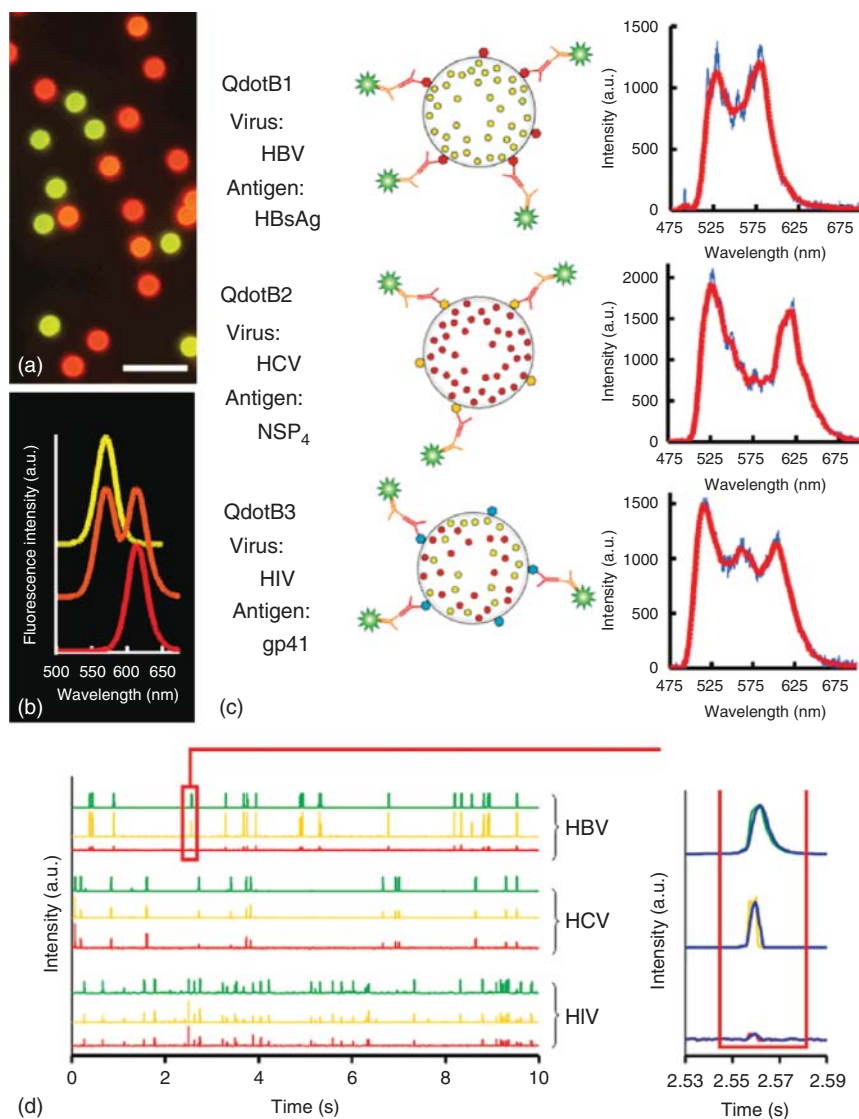 (a)
Fluorescence intensity (a.u.)
500 550 600 650
Wavelength (nm)
(b)
QdotB1
Virus:
HBV
Antigen:
HBsAg
QdotB2
Virus:
HCV
Antigen:
NSP4
QdotB3
Virus:
HIV
Antigen:
gp41
(c)
Intensity (a.u.)
1500
1000
500
0
475 525 575 625 675
Wavelength (nm)
Intensity (a.u.)
2000
1500
1000
500
0
475 525 575 625 675
Wavelength (nm)
Intensity (a.u.)
1500
1000
500
0
475 525 575 625 675
Wavelength (nm)
Intensity (a.u.)
HBV
HCV
HIV
0 2 4 6 8 10
Time (s)
(d)
Intensity (a.u.)
2.53 2.55 2.57 2.59
Time (s)